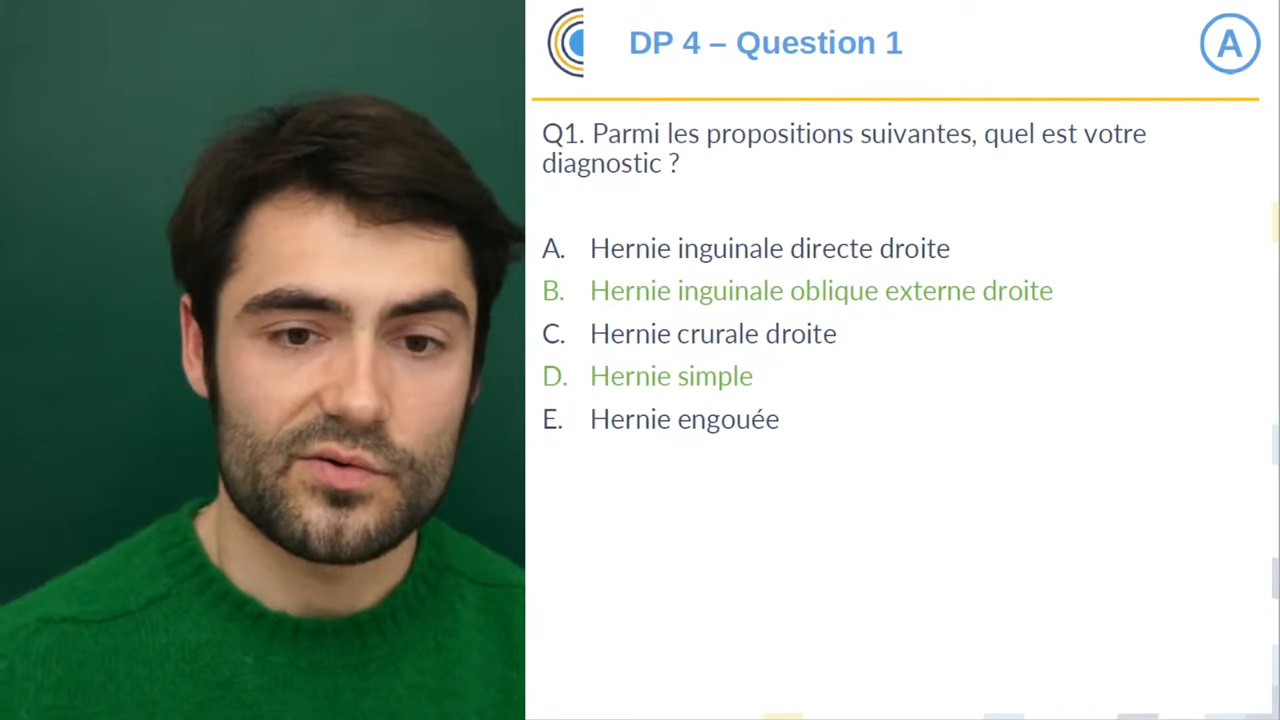 DP 4 – Question 1
A
Q1. Parmi les propositions suivantes, quel est votre
diagnostic ?
A. Hernie inguinale directe droite
B. Hernie inguinale oblique externe droite
C. Hernie crurale droite
D. Hernie simple
E. Hernie engouée